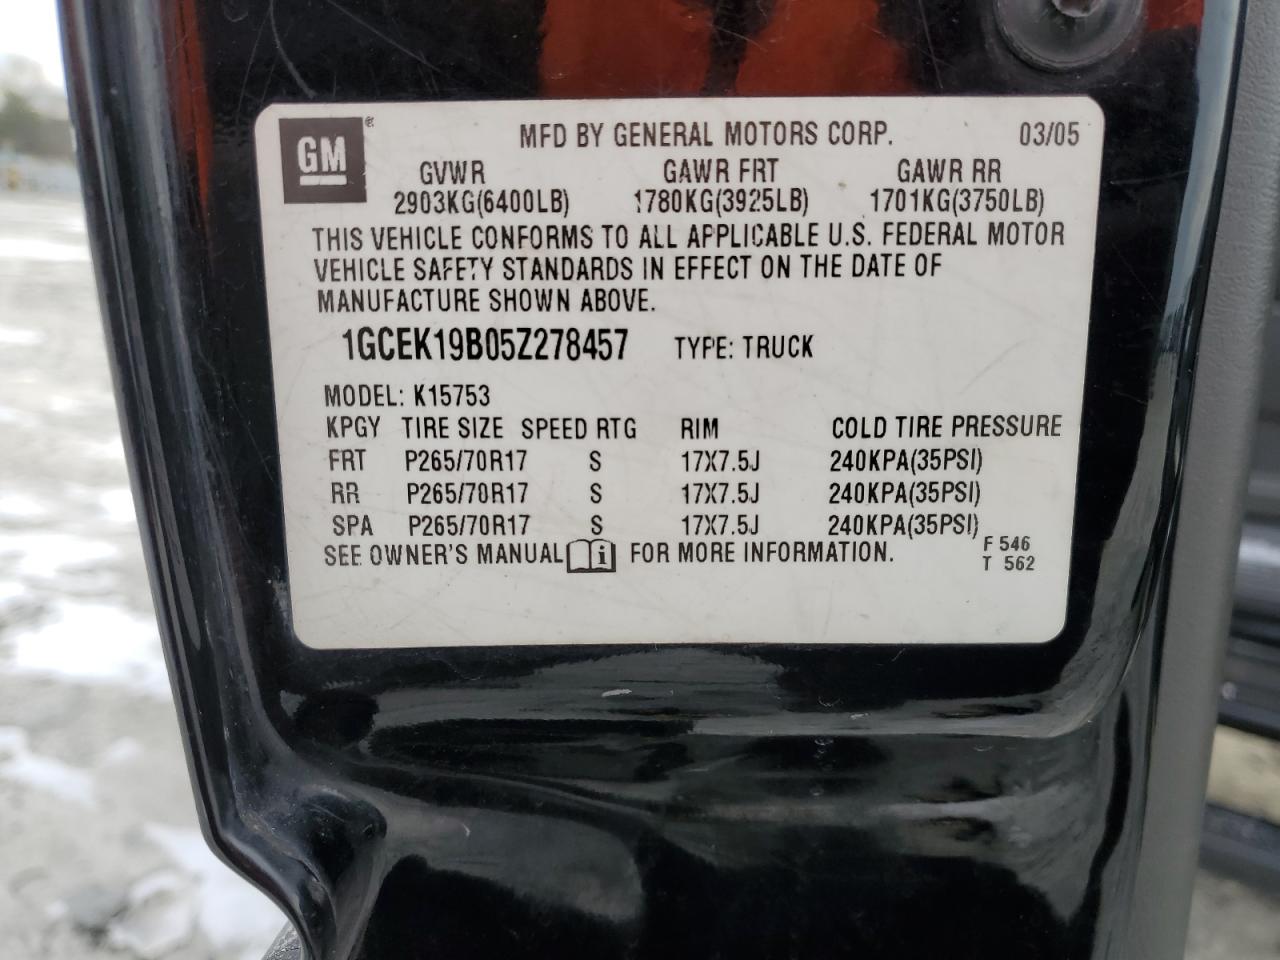 GM ® MFD BY GENERAL MOTORS CORP. 03/05
GVWR GAWR FRT GAWR RR
2903KG(6400LB) 1780KG(3925LB) 1701KG(3750LB)
THIS VEHICLE CONFORMS TO ALL APPLICABLE U.S. FEDERAL MOTOR
VEHICLE SAFETY STANDARDS IN EFFECT ON THE DATE OF
MANUFACTURE SHOWN ABOVE.
1GCEK19B05Z278457 TYPE: TRUCK
MODEL: K15753
KPGY TIRE SIZE SPEED RTG RIM COLD TIRE PRESSURE
FRT P265/70R17 S 17X7.5J 240KPA(35PSI)
RR P265/70R17 S 17X7.5J 240KPA(35PSI)
SPA P265/70R17 S 17X7.5J 240KPA(35PSI)
SEE OWNER'S MANUAL i FOR MORE INFORMATION.
F 546
T 562